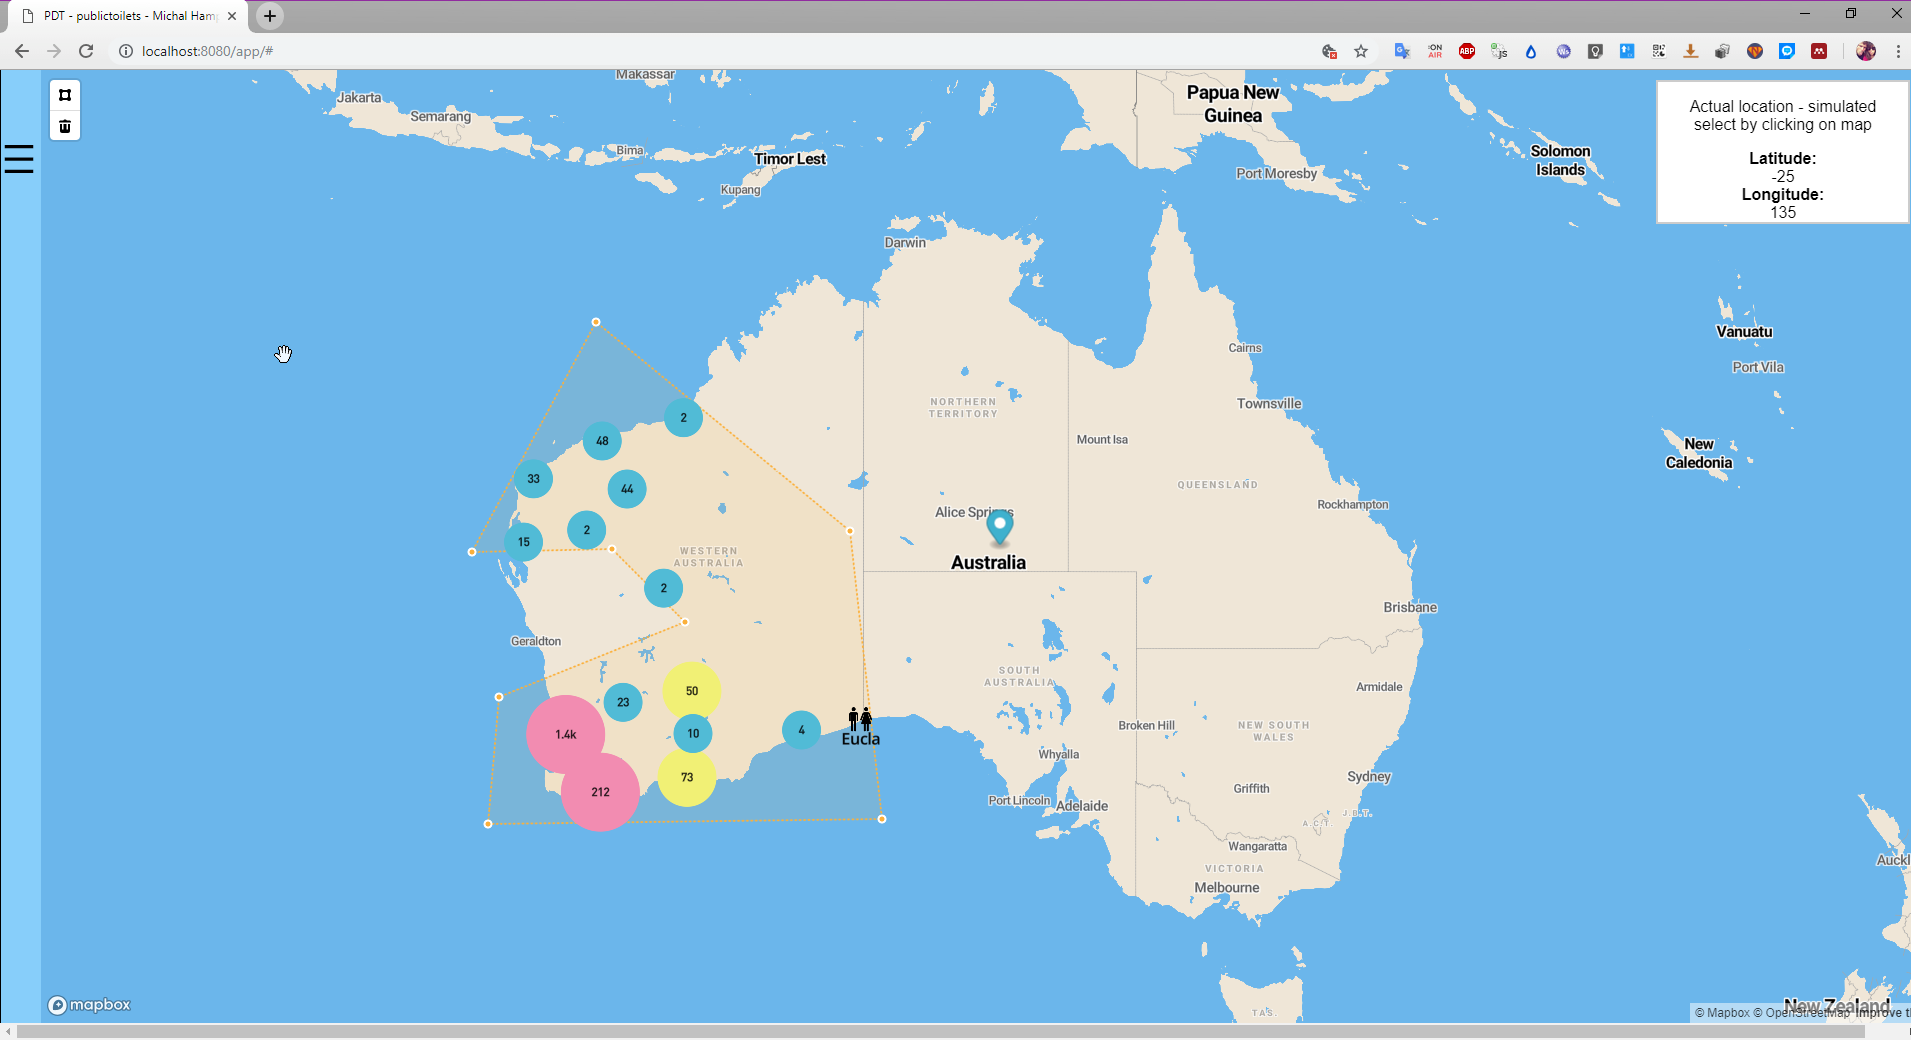 PDT - publictoilets - Michal Ham
localhost:8080/app/#
Makassar
Jakarta
Semarang
Bima
Timor Lest
Kupang
Papua New
Guinea
Port Moresby
Solomon
Islands
Actual location - simulated
select by clicking on map
Latitude:
-25
Longitude:
135
Darwin
Vanuatu
Port Vila
Cairns
Townsville
NORTHERN
TERRITORY
Mount Isa
New
Caledonia
QUEENSLAND
Rockhampton
Alice Springs
Australia
WESTERN
AUSTRALIA
2
48
33
44
2
15
2
Geraldton
Brisbane
SOUTH
AUSTRALIA
Armidale
50
23
1.4k
10
4
Eucla
73
212
Broken Hill
NEW SOUTH
WALES
Whyalla
Sydney
Port Lincoln
Adelaide
Griffith
A.C.T.
J.B.T.
Wangaratta
VICTORIA
Melbourne
Auckl
TAS.
New Zealand
mapbox
© Mapbox © OpenStreetMap Improve t